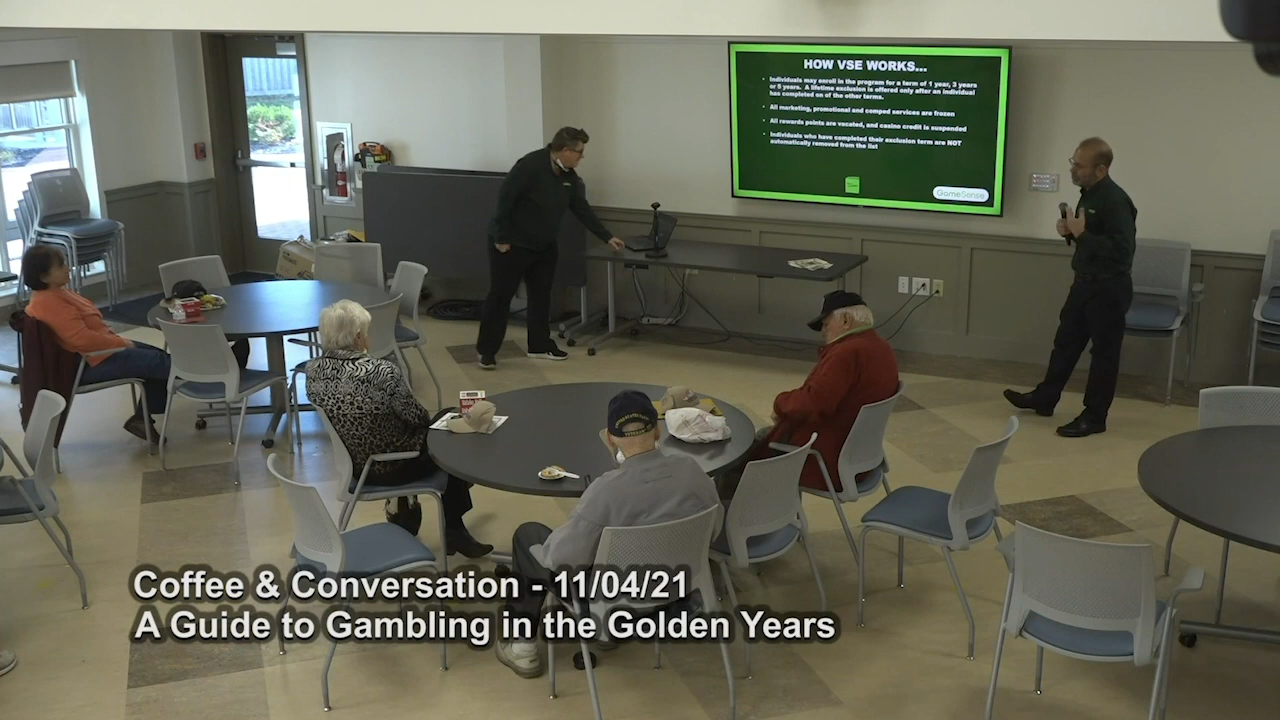 HOW VSE WORKS...
• Individuals may enroll in the program for a term of 1 year, 3 years
or 5 years. A lifetime exclusion is offered only after an individual
has completed on of the other terms.
• All marketing, promotional and comped services are frozen
• All rewards points are vacated, and casino credit is suspended
• Individuals who have completed their exclusion term are NOT
automatically removed from the list
GameSense
Coffee & Conversation - 11/04/21
A Guide to Gambling in the Golden Years